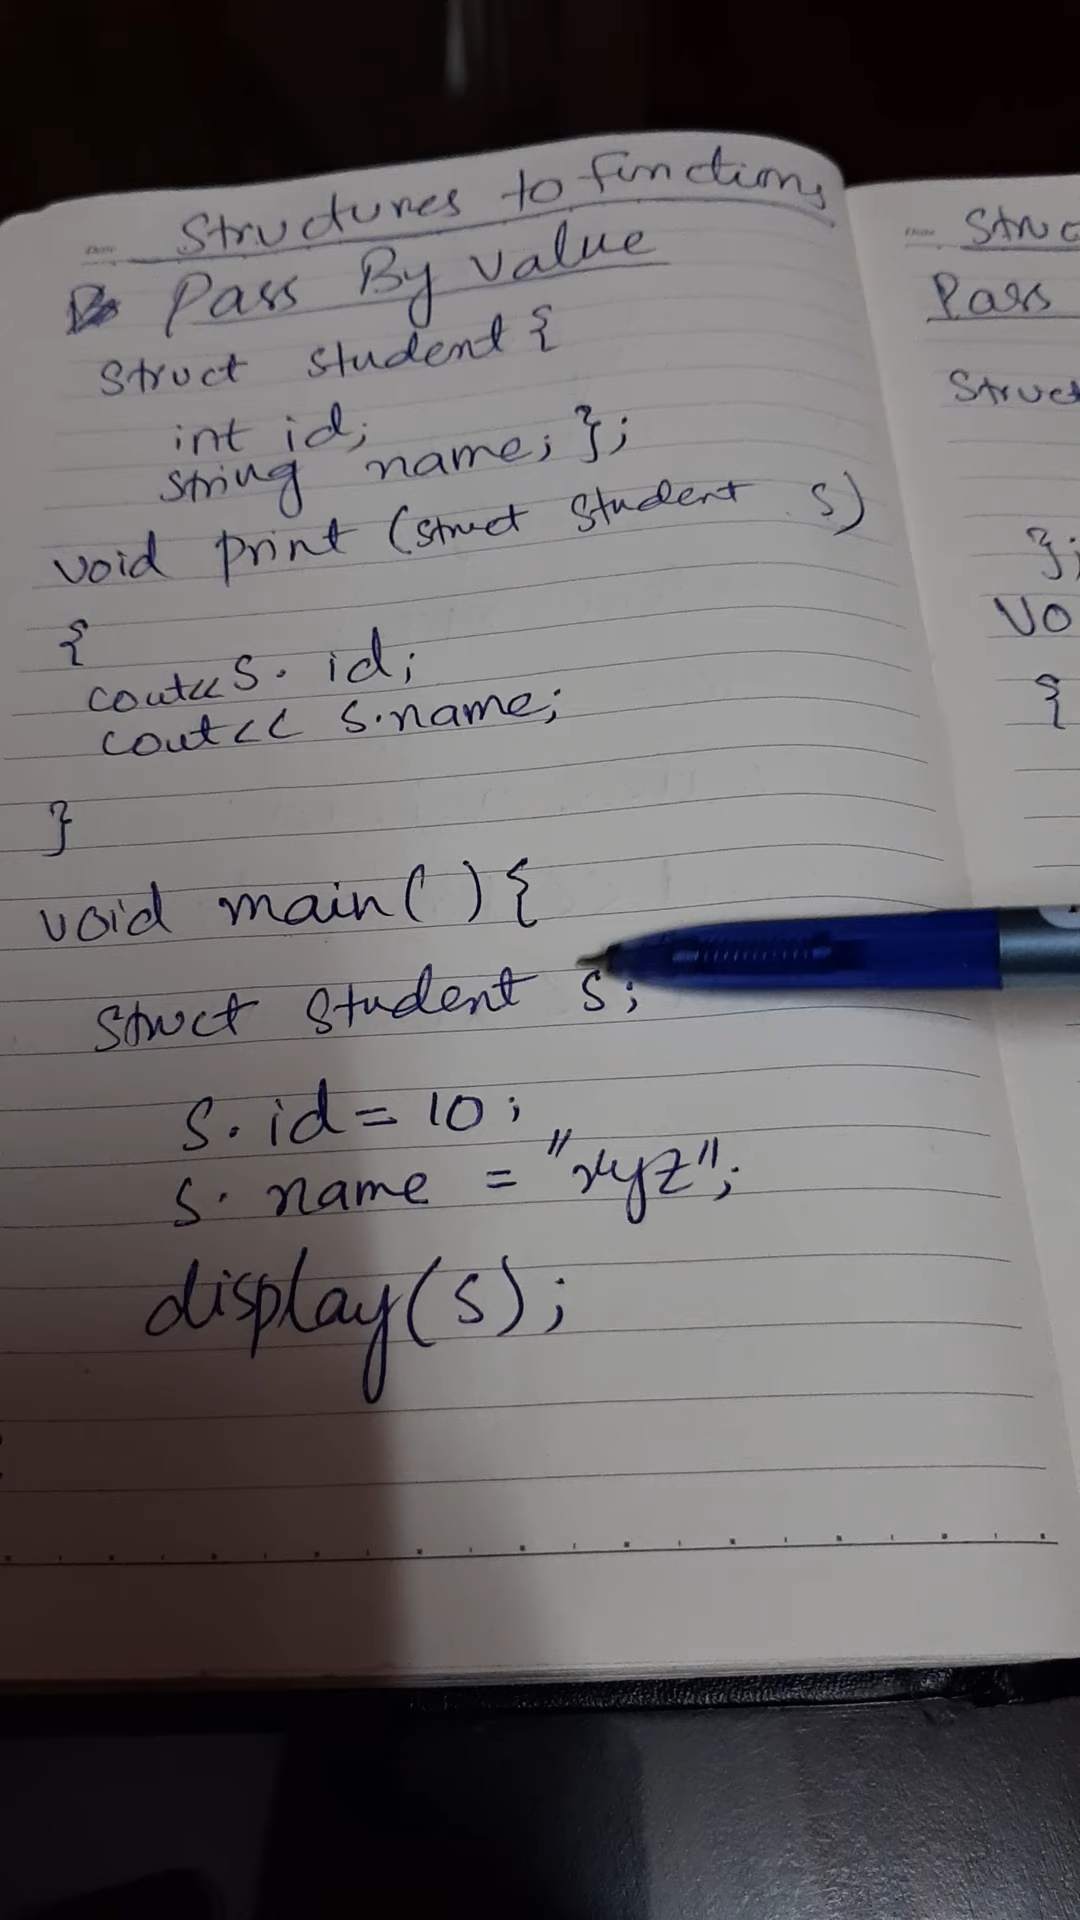 Structures to functions
Pass By value
struct student {
int id;
string name; };
void print (struct student s)
{
cout<< s. id;
cout<< s.name;
}
void main( ) {
struct student s;
s. id = 10;
s. name = "xyz";
display(s);
Struc
Pass
Struct
};
vo
{